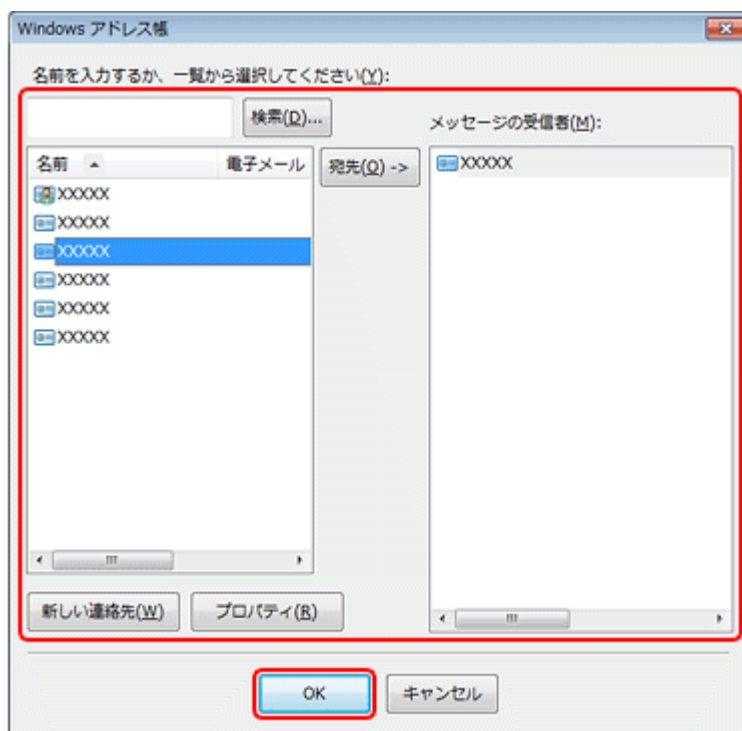 Windows アドレス帳
名前を入力するか、一覧から選択してください(Y):
検索(D)...
メッセージの受信者(M):
名前 電子メール
宛先(O) ->
XXXXX
XXXXX
XXXXX
XXXXX
XXXXX
XXXXX
XXXXX
新しい連絡先(W) プロパティ(R)
OK キャンセル